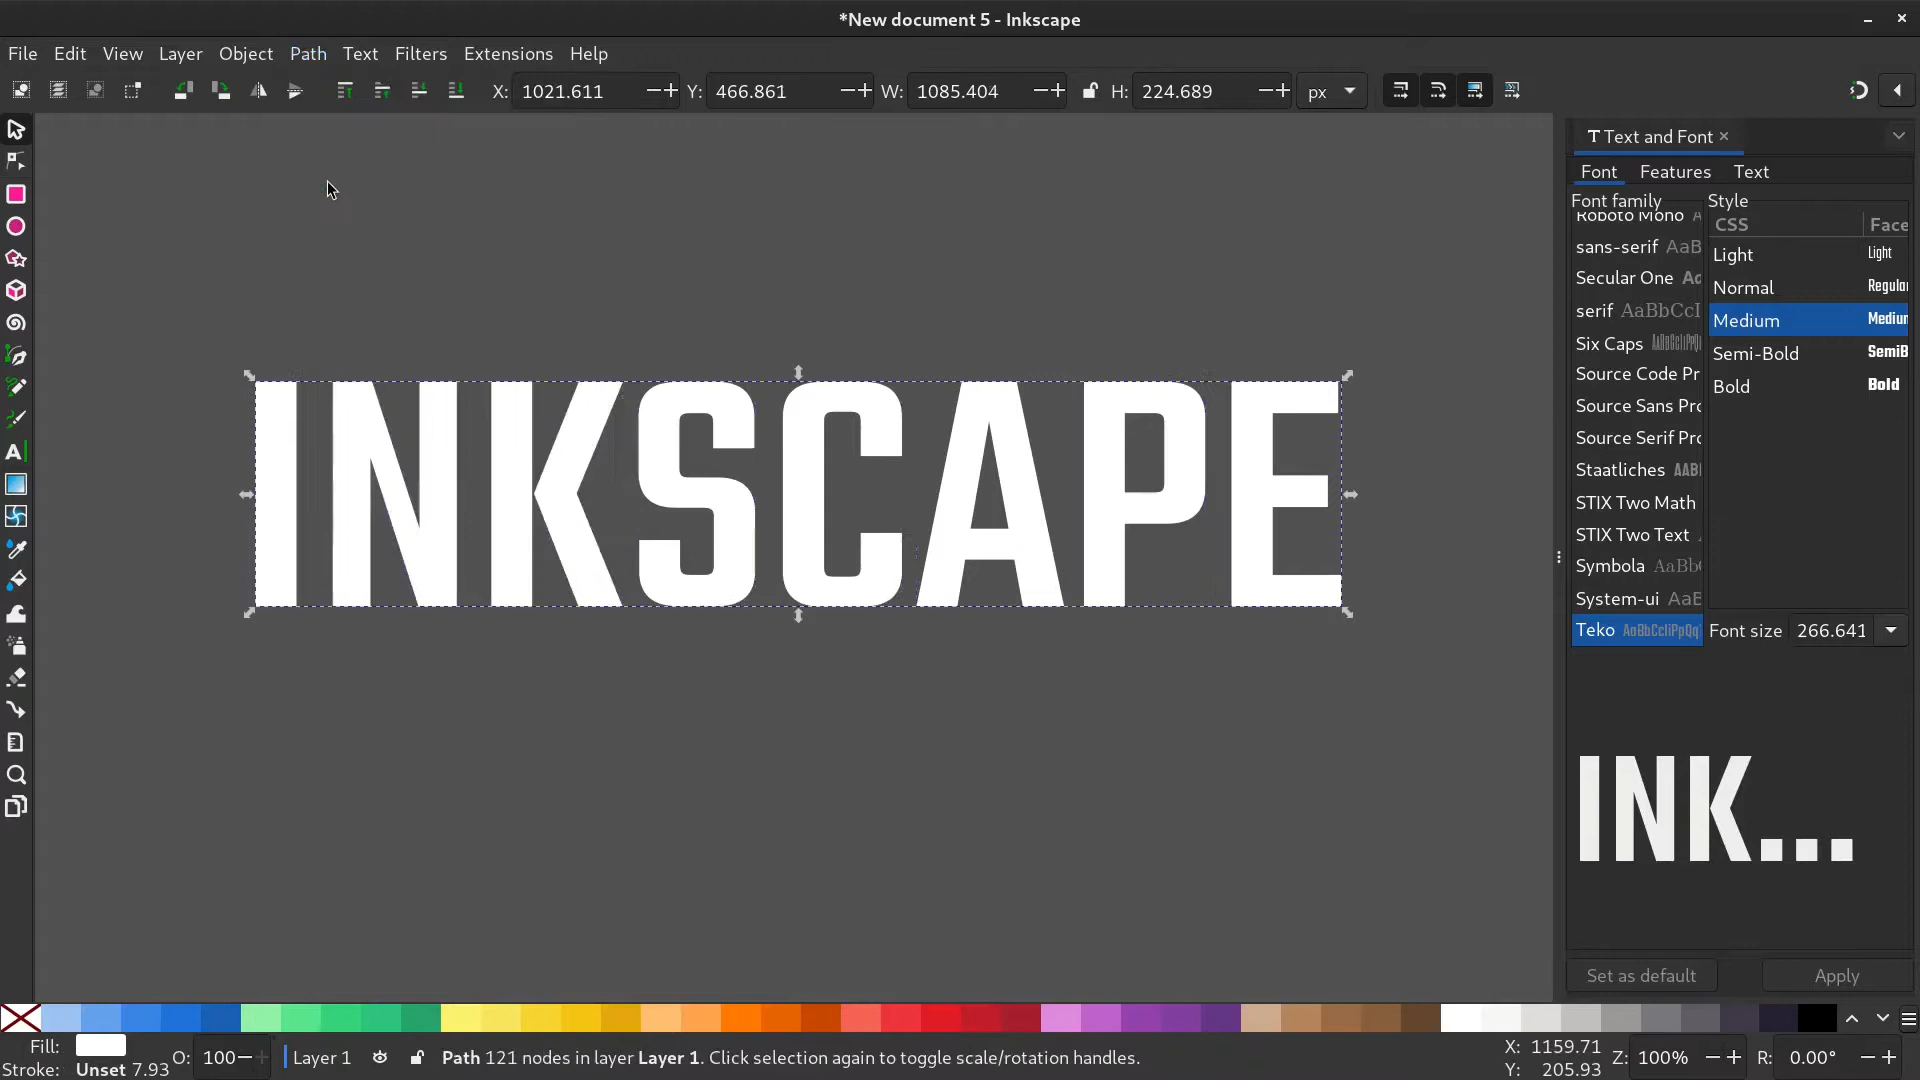 *New document 5 - Inkscape
File Edit View Layer Object Path Text Filters Extensions Help
X: 1021.611 Y: 466.861 W: 1085.404 H: 224.689 px
Text and Font
Font Features Text
Font family Style
CSS Face
Roboto Mono
sans-serif AaB
Light Light
Secular One
Normal Regular
serif AaBbCcI
Medium Medium
Six Caps AaBbCcIiPpQ
Semi-Bold SemiB
Source Code Pr
Bold Bold
Source Sans Pro
Source Serif Pro
Staatliches AABB
STIX Two Math
STIX Two Text
Symbola AaBb
System-ui AaB
Teko AaBbCcIiPpQq
Font size 266.641
INKSCAPE
INK...
Set as default Apply
Fill:
Stroke: Unset 7.93
O: 100
Layer 1
Path 121 nodes in layer Layer 1. Click selection again to toggle scale/rotation handles.
X: 1159.71
Y: 205.93
Z: 100% R: 0.00°